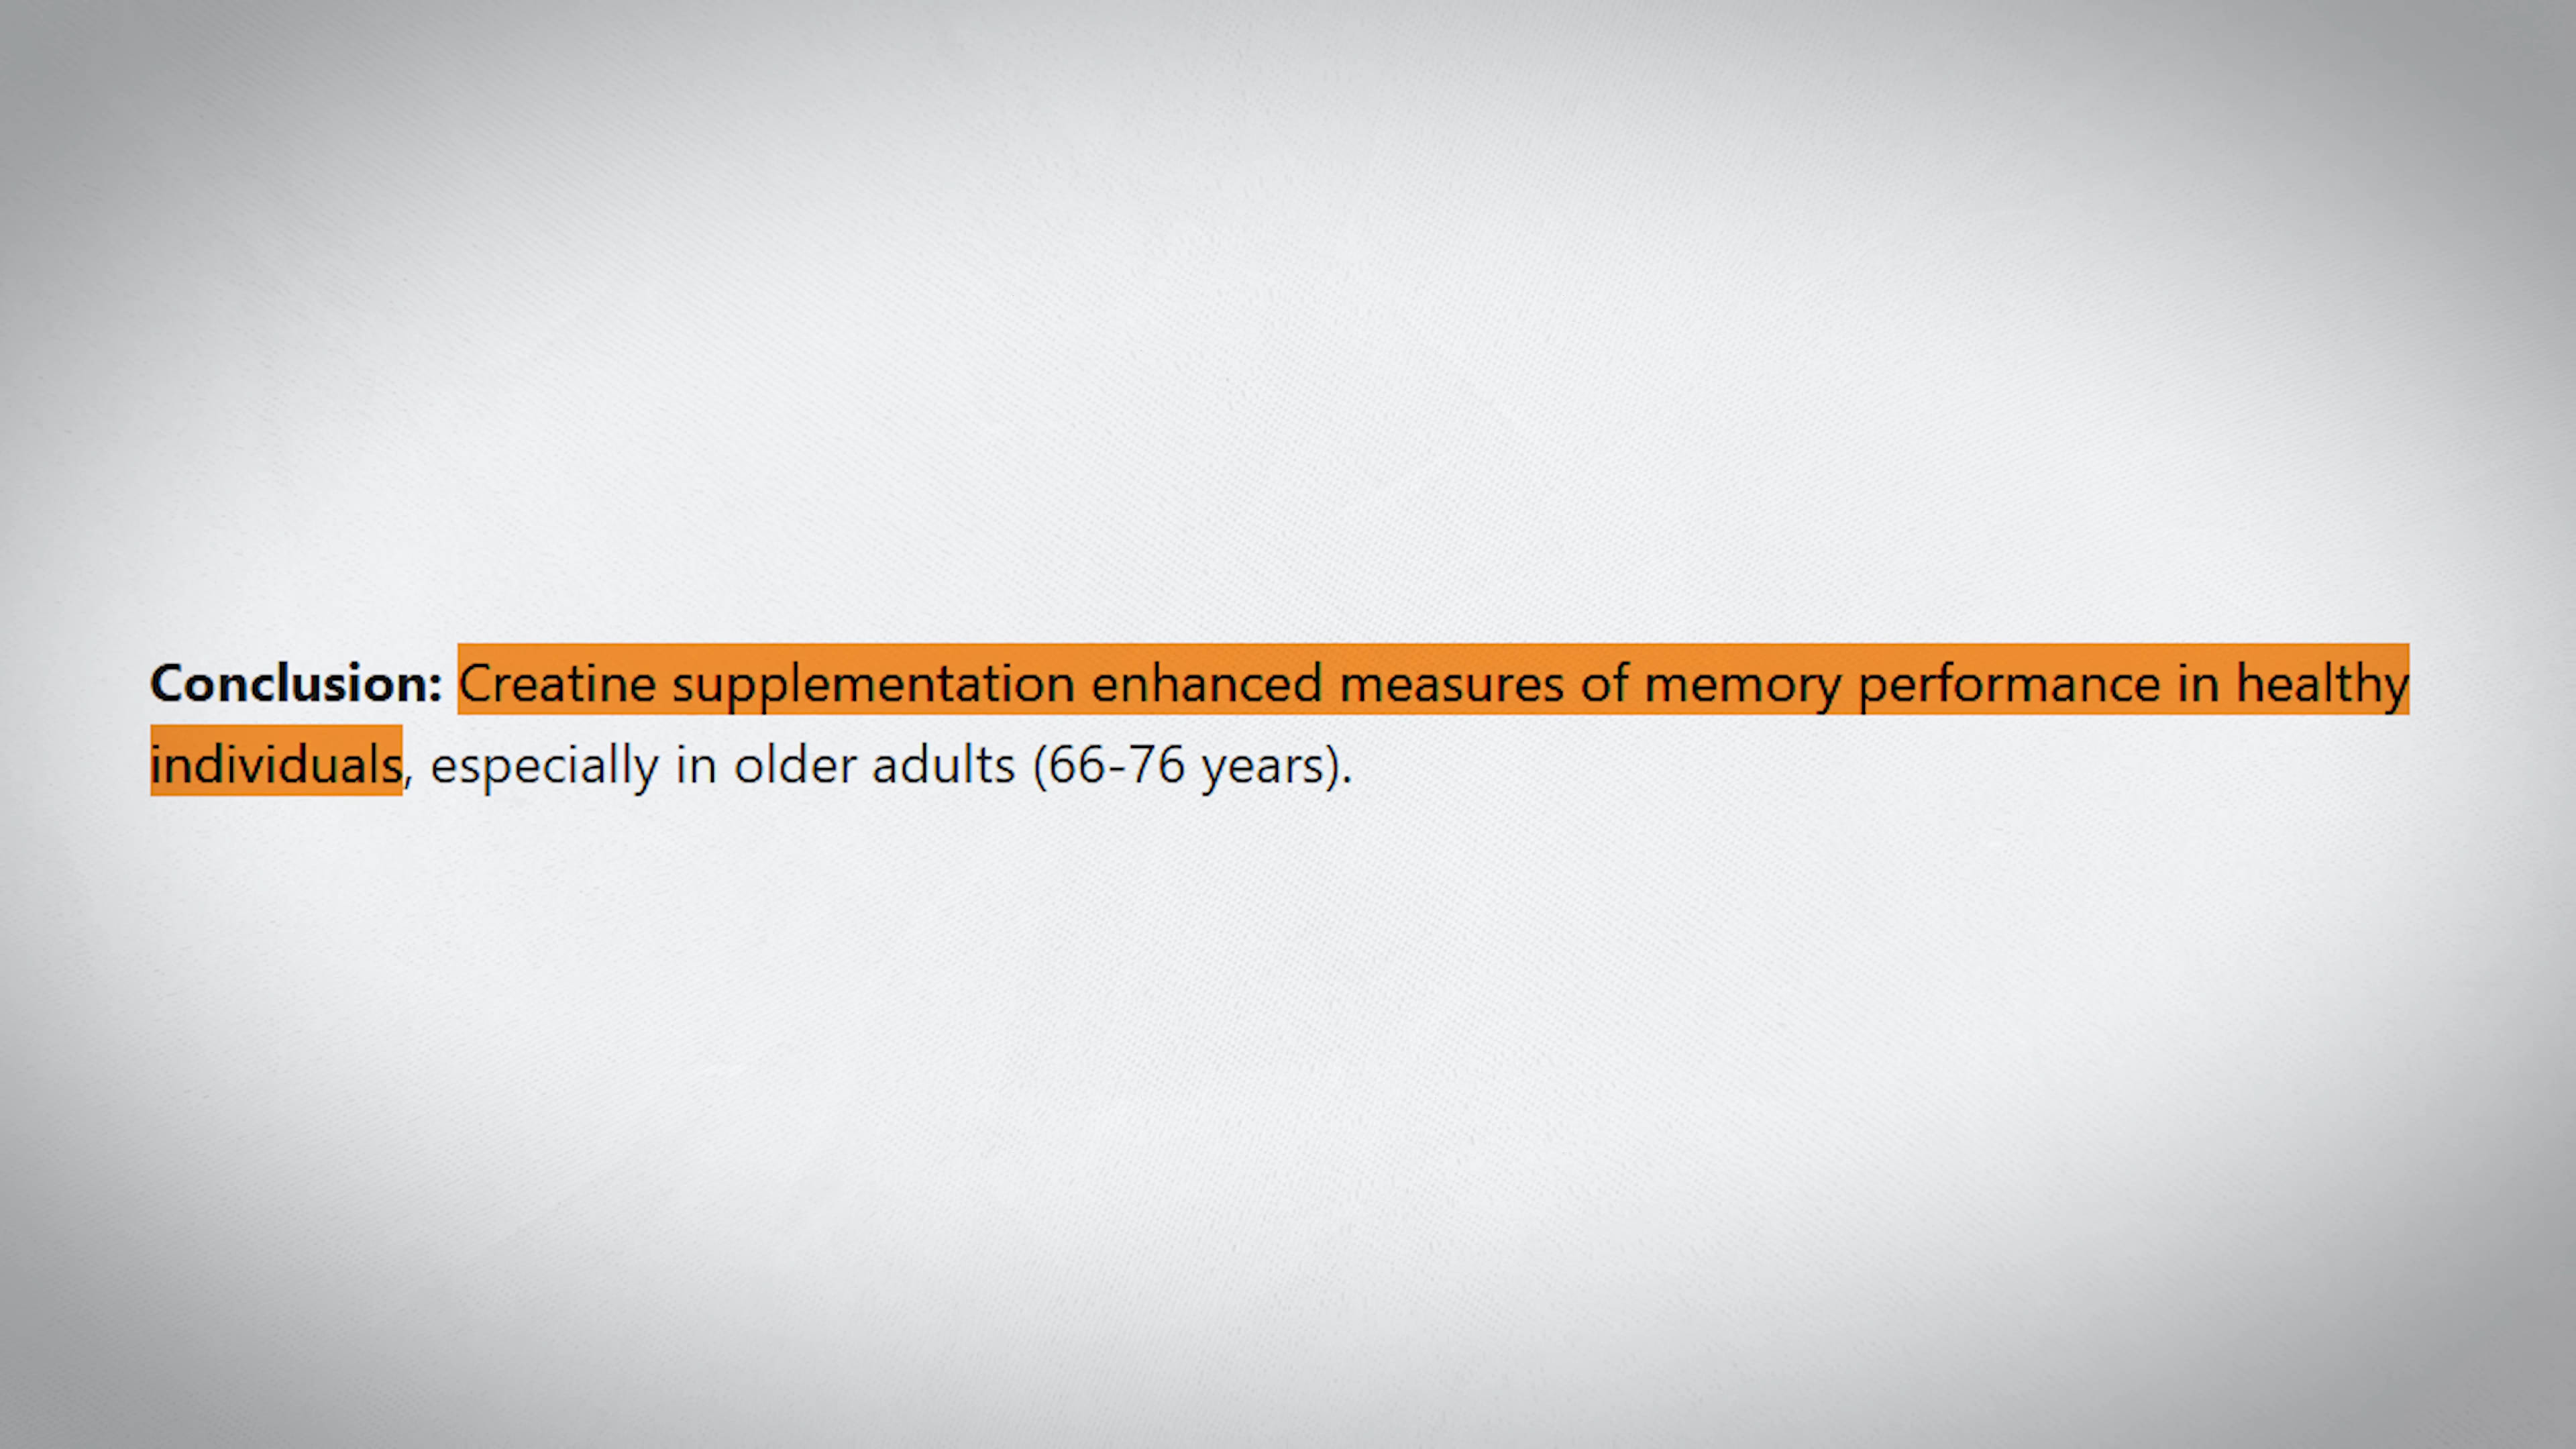 Conclusion: Creatine supplementation enhanced measures of memory performance in healthy
individuals, especially in older adults (66-76 years).